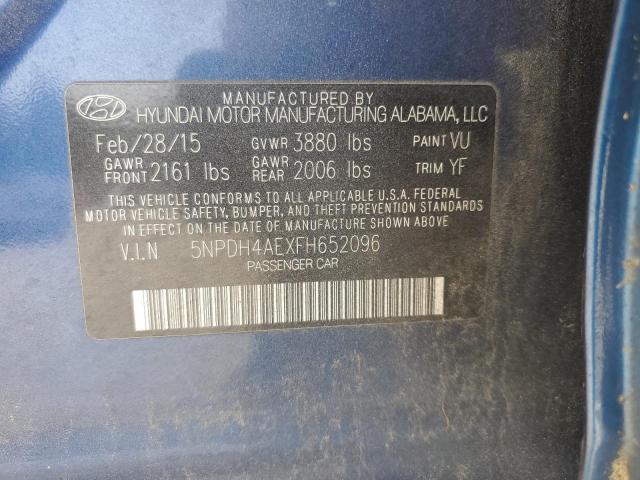 MANUFACTURED BY
HYUNDAI MOTOR MANUFACTURING ALABAMA, LLC
Feb/28/15 GVWR 3880 lbs PAINT VU
GAWR FRONT 2161 lbs GAWR REAR 2006 lbs TRIM YF
THIS VEHICLE CONFORMS TO ALL APPLICABLE U.S.A. FEDERAL
MOTOR VEHICLE SAFETY, BUMPER, AND THEFT PREVENTION STANDARDS
IN EFFECT ON THE DATE OF MANUFACTURE SHOWN ABOVE
V.I.N 5NPDH4AEXFH652096
PASSENGER CAR